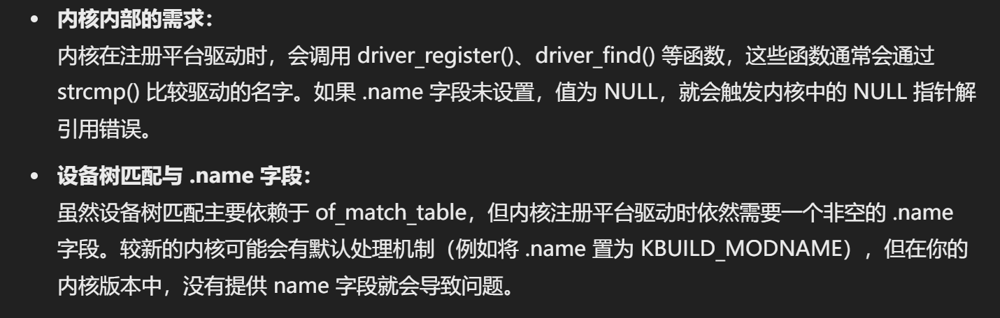 • 内核内部的需求：
内核在注册平台驱动时，会调用 driver_register()、driver_find() 等函数，这些函数通常会通过
strcmp() 比较驱动的名字。如果 .name 字段未设置，值为 NULL，就会触发内核中的 NULL 指针解
引用错误。
• 设备树匹配与 .name 字段：
虽然设备树匹配主要依赖于 of_match_table，但内核注册平台驱动时依然需要一个非空的 .name
字段。较新的内核可能会有默认处理机制（例如将 .name 置为 KBUILD_MODNAME），但在你的
内核版本中，没有提供 name 字段就会导致问题。